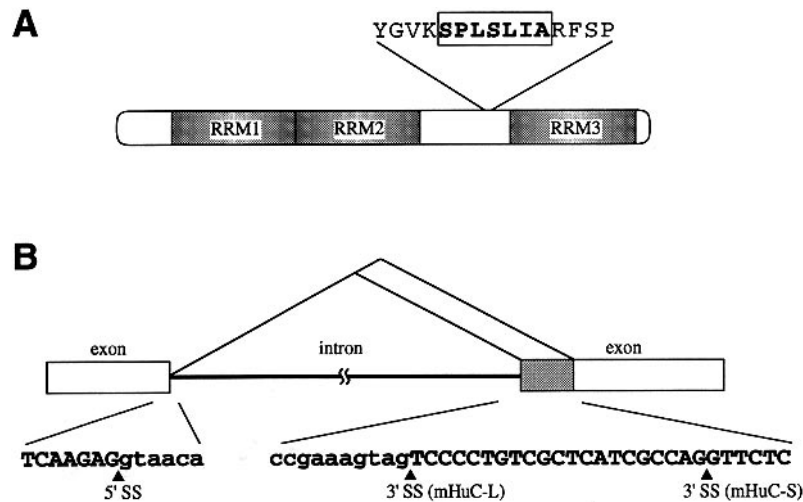 A
YGVKSPLSLIARFSP
RRM1 RRM2 RRM3
B
exon intron exon
TCAAGAGgtaaca ccgaaagtagTCCCCTGTCGCTCATCGCCAGGTTCTC
5' SS 3' SS (mHuC-L) 3' SS (mHuC-S)